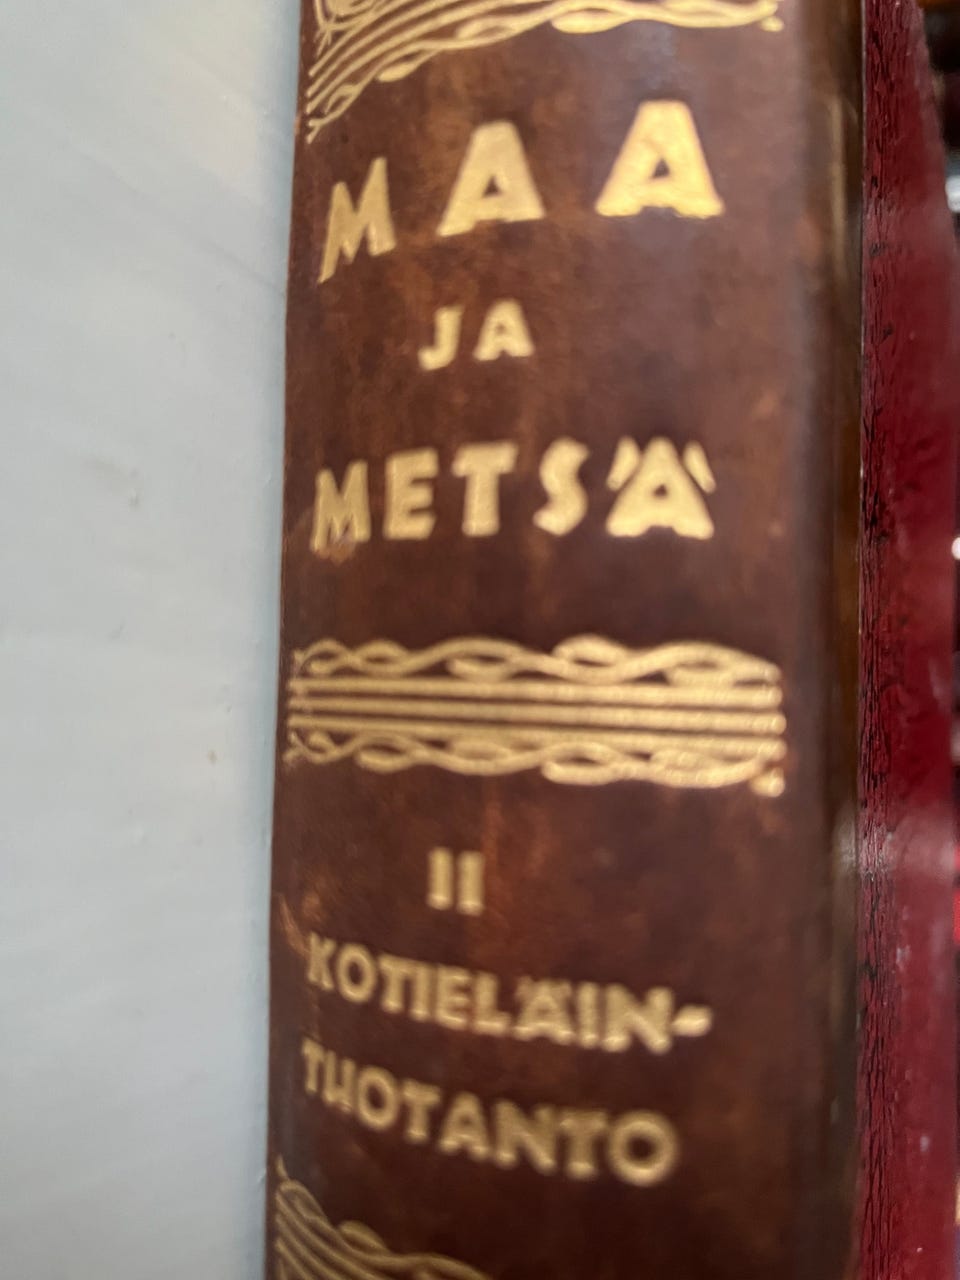 MAA
JA
METSÄ
II
KOTIELÄIN-
TUOTANTO